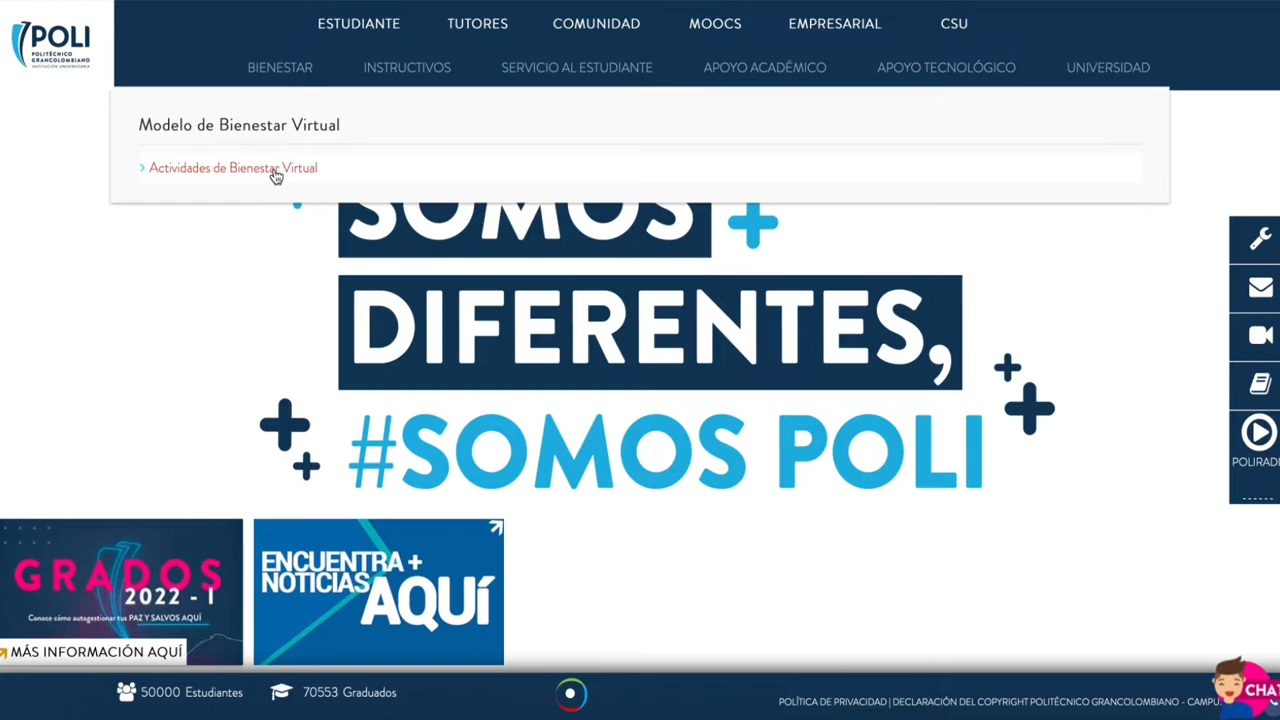 POLI
POLITÉCNICO
GRANCOLOMBIANO
INSTITUCIÓN UNIVERSITARIA
ESTUDIANTE TUTORES COMUNIDAD MOOCS EMPRESARIAL CSU
BIENESTAR INSTRUCTIVOS SERVICIO AL ESTUDIANTE APOYO ACADÉMICO APOYO TECNOLÓGICO UNIVERSIDAD
Modelo de Bienestar Virtual
Actividades de Bienestar Virtual
SOMOS
DIFERENTES,
#SOMOS POLI
POLIRADI
GRADOS
2022 - I
Conoce cómo autogestionar tus PAZ Y SALVOS AQUÍ
MÁS INFORMACIÓN AQUÍ
ENCUENTRA +
NOTICIAS
AQUÍ
50000 Estudiantes 70553 Graduados
POLÍTICA DE PRIVACIDAD | DECLARACIÓN DEL COPYRIGHT POLITÉCNICO GRANCOLOMBIANO - CAMPU
CHAT